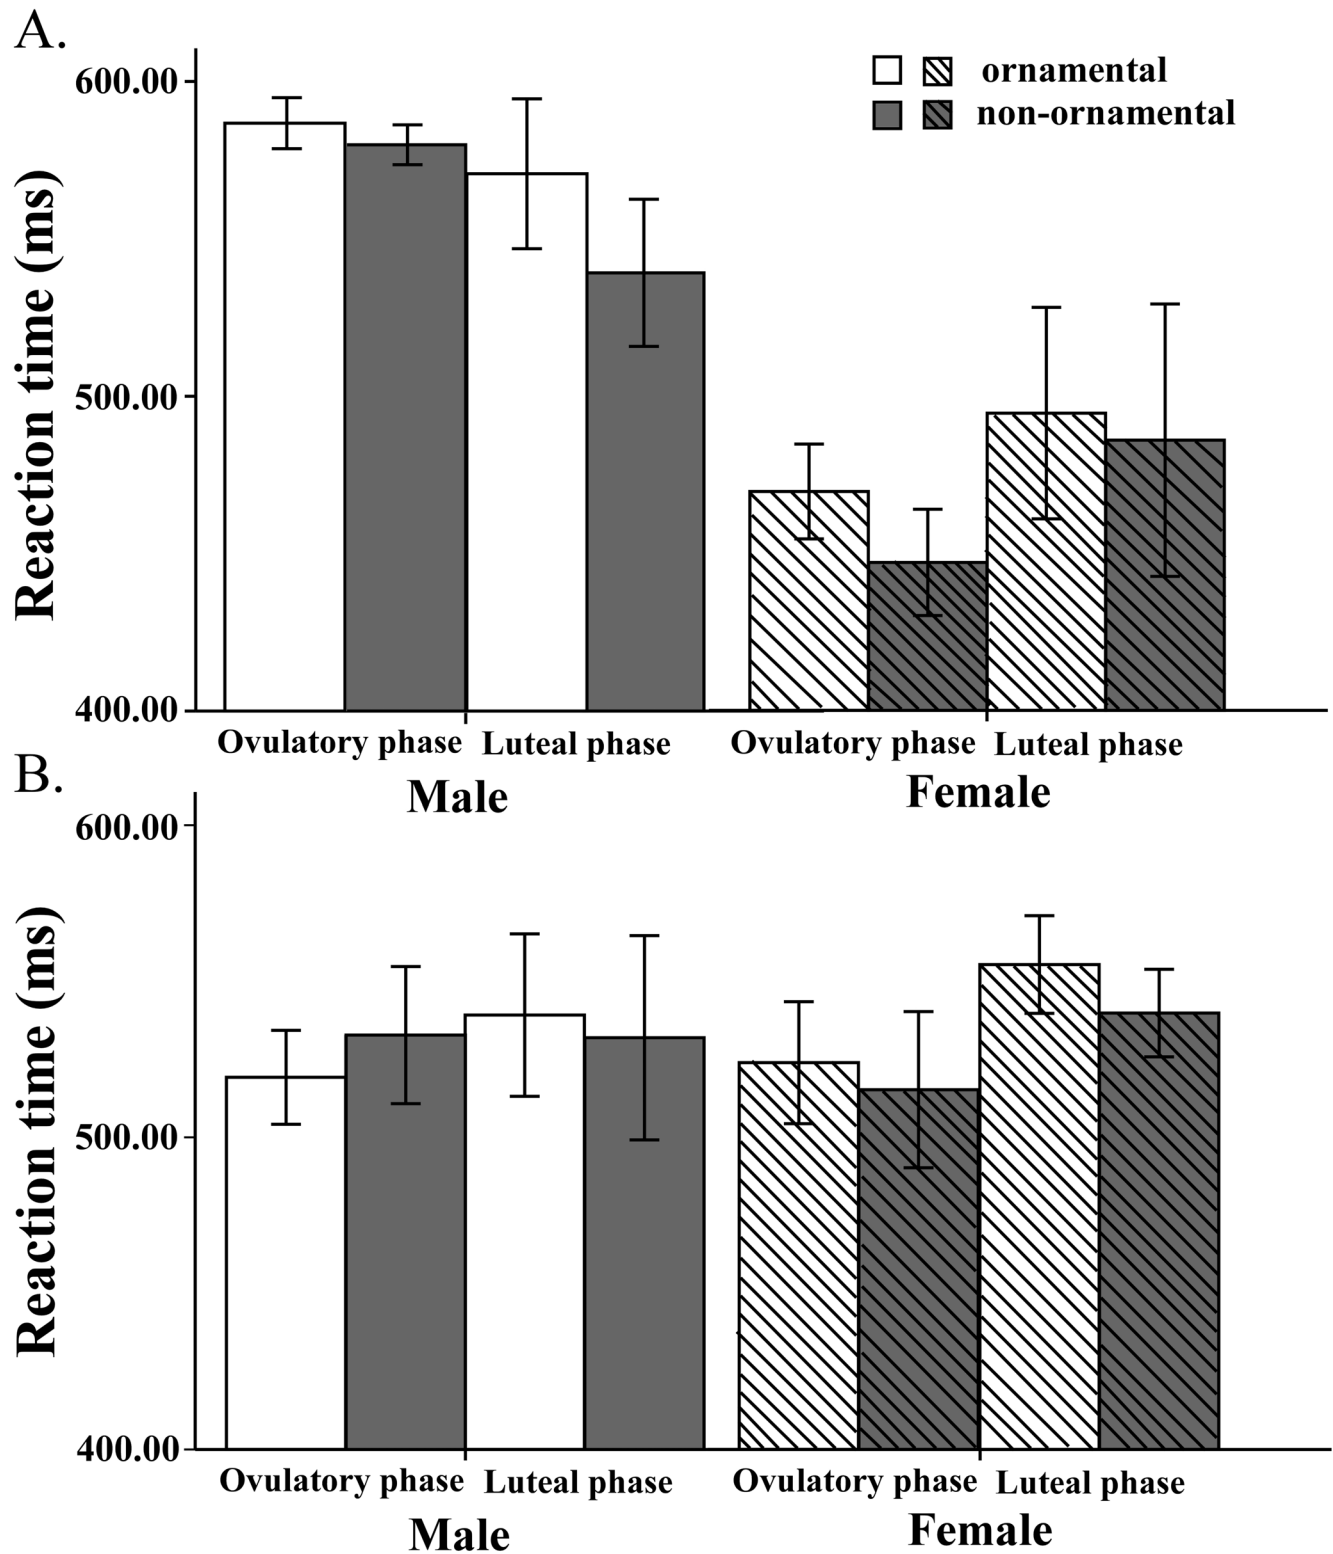 A.
ornamental
non-ornamental
Reaction time (ms)
600.00
500.00
400.00
Ovulatory phase Luteal phase Ovulatory phase Luteal phase
Male Female
B.
Reaction time (ms)
600.00
500.00
400.00
Ovulatory phase Luteal phase Ovulatory phase Luteal phase
Male Female